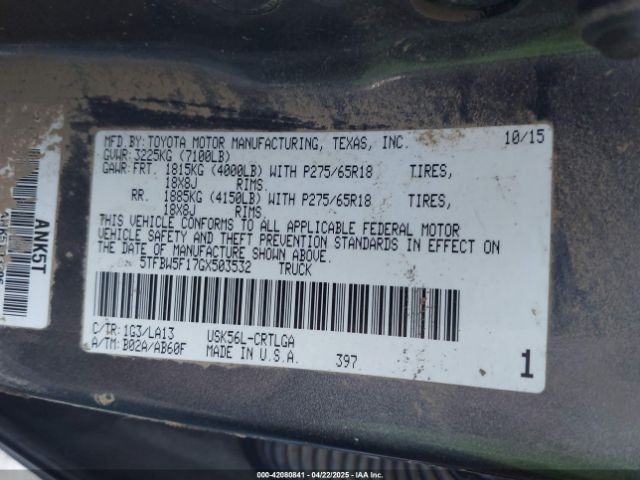 MFD.BY:TOYOTA MOTOR MANUFACTURING, TEXAS, INC. 10/15
GVWR:3225KG (7100LB)
GAWR:FRT. 1815KG (4000LB) WITH P275/65R18 TIRES,
18X8J RIMS.
RR. 1885KG (4150LB) WITH P275/65R18 TIRES,
18X8J RIMS.
THIS VEHICLE CONFORMS TO ALL APPLICABLE FEDERAL MOTOR
VEHICLE SAFETY AND THEFT PREVENTION STANDARDS IN EFFECT ON
THE DATE OF MANUFACTURE SHOWN ABOVE.
5TFBW5F17GX503532 TRUCK
C/TR:1G3/LA13 USK56L-CRTLGA
A/TM:B02A/AB60F MADE IN U.S.A. 397 1
ANK5T
000-42080841 - 04/22/2025 - IAAI.com